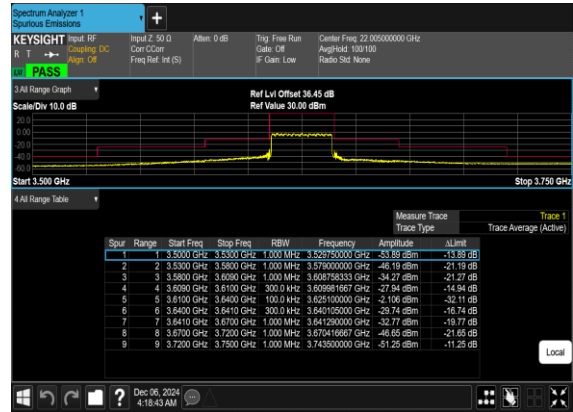 Spectrum Analyzer 1
Spurious Emissions
+
KEYSIGHT Input: RF Input Z: 50 Ω Atten: 0 dB Trig: Free Run Center Freq: 22.005000000 GHz
R T Coupling: DC Corr CCorr Gate: Off Avg|Hold: 100/100
Align: Off Freq Ref: Int (S) IF Gain: Low Radio Std: None
PASS
3 All Range Graph
Ref Lvl Offset 36.45 dB
Scale/Div 10.0 dB Ref Value 30.00 dBm
20.0
0.00
-20.0
-40.0
-60.0
Start 3.500 GHz Stop 3.750 GHz
4 All Range Table
Measure Trace Trace 1
Trace Type Trace Average (Active)
Spur Range Start Freq Stop Freq RBW Frequency Amplitude ΔLimit
1 1 3.5000 GHz 3.5300 GHz 1.000 MHz 3.529750000 GHz -53.89 dBm -13.89 dB
2 2 3.5300 GHz 3.5800 GHz 1.000 MHz 3.579000000 GHz -46.19 dBm -21.19 dB
3 3 3.5800 GHz 3.6090 GHz 1.000 MHz 3.608758333 GHz -34.27 dBm -21.27 dB
4 4 3.6090 GHz 3.6100 GHz 300.0 kHz 3.609981667 GHz -27.94 dBm -14.94 dB
5 5 3.6100 GHz 3.6400 GHz 100.0 kHz 3.625100000 GHz -2.106 dBm -32.11 dB
6 6 3.6400 GHz 3.6410 GHz 300.0 kHz 3.640105000 GHz -29.74 dBm -16.74 dB
7 7 3.6410 GHz 3.6700 GHz 1.000 MHz 3.641290000 GHz -32.77 dBm -19.77 dB
8 8 3.6700 GHz 3.7200 GHz 1.000 MHz 3.670416667 GHz -46.65 dBm -21.65 dB
9 9 3.7200 GHz 3.7500 GHz 1.000 MHz 3.743500000 GHz -51.25 dBm -11.25 dB
Local
? Dec 06, 2024
4:18:43 AM